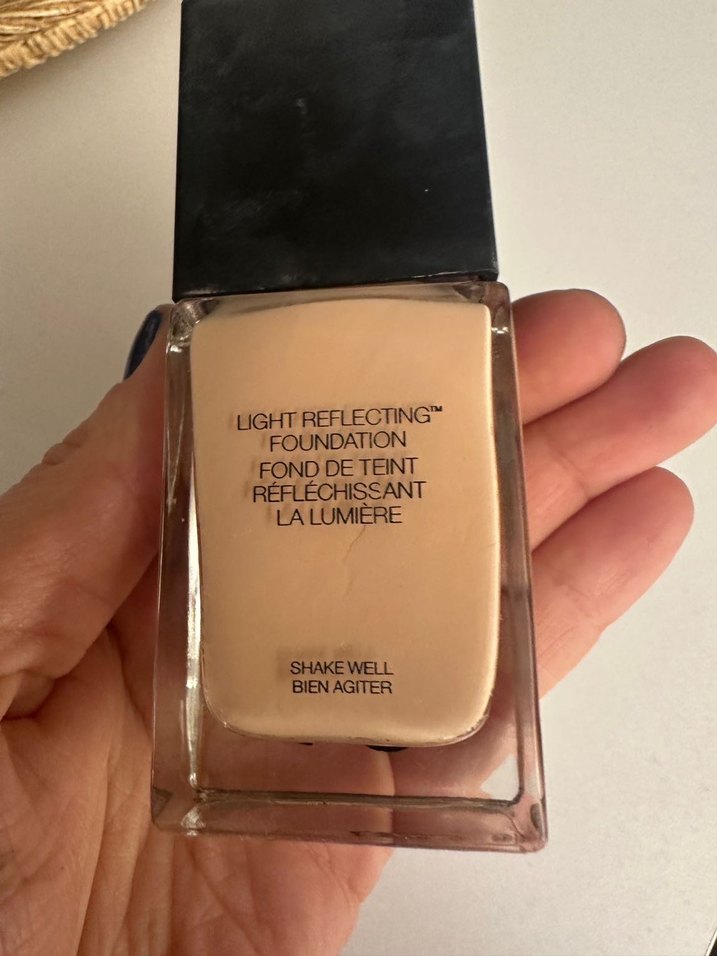 LIGHT REFLECTING™
FOUNDATION
FOND DE TEINT
RÉFLÉCHISSANT
LA LUMIÈRE
SHAKE WELL
BIEN AGITER